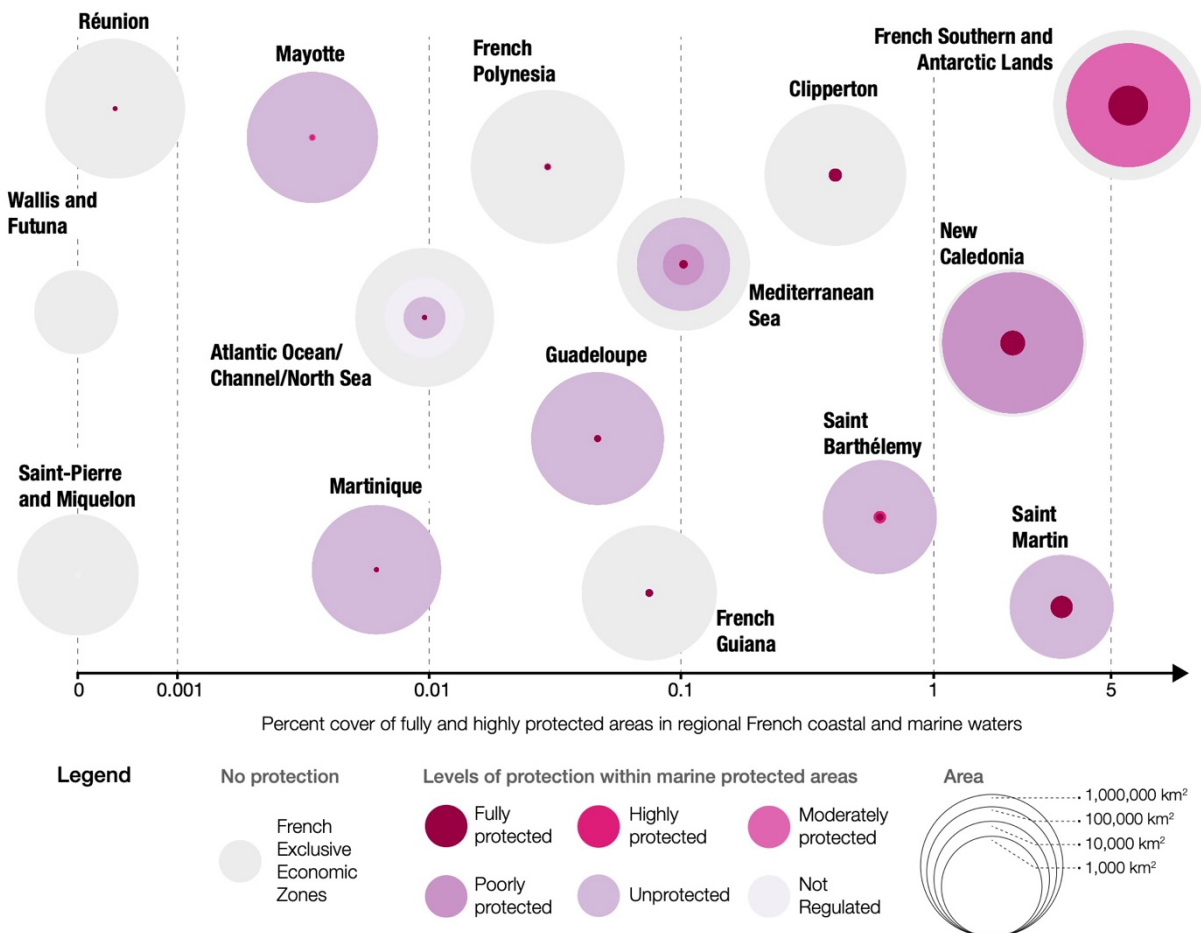 Réunion
Mayotte
French
Polynesia
French Southern and
Antarctic Lands
Clipperton
Wallis and
Futuna
New
Caledonia
Mediterranean
Sea
Atlantic Ocean/
Channel/North Sea
Guadeloupe
Saint
Barthélemy
Saint-Pierre
and Miquelon
Martinique
Saint
Martin
French
Guiana
0
0.001
0.01
0.1
1
5
Percent cover of fully and highly protected areas in regional French coastal and marine waters
Legend
No protection
French
Exclusive
Economic
Zones
Levels of protection within marine protected areas
Fully
protected
Highly
protected
Moderately
protected
Poorly
protected
Unprotected
Not
Regulated
Area
1,000,000 km²
100,000 km²
10,000 km²
1,000 km²